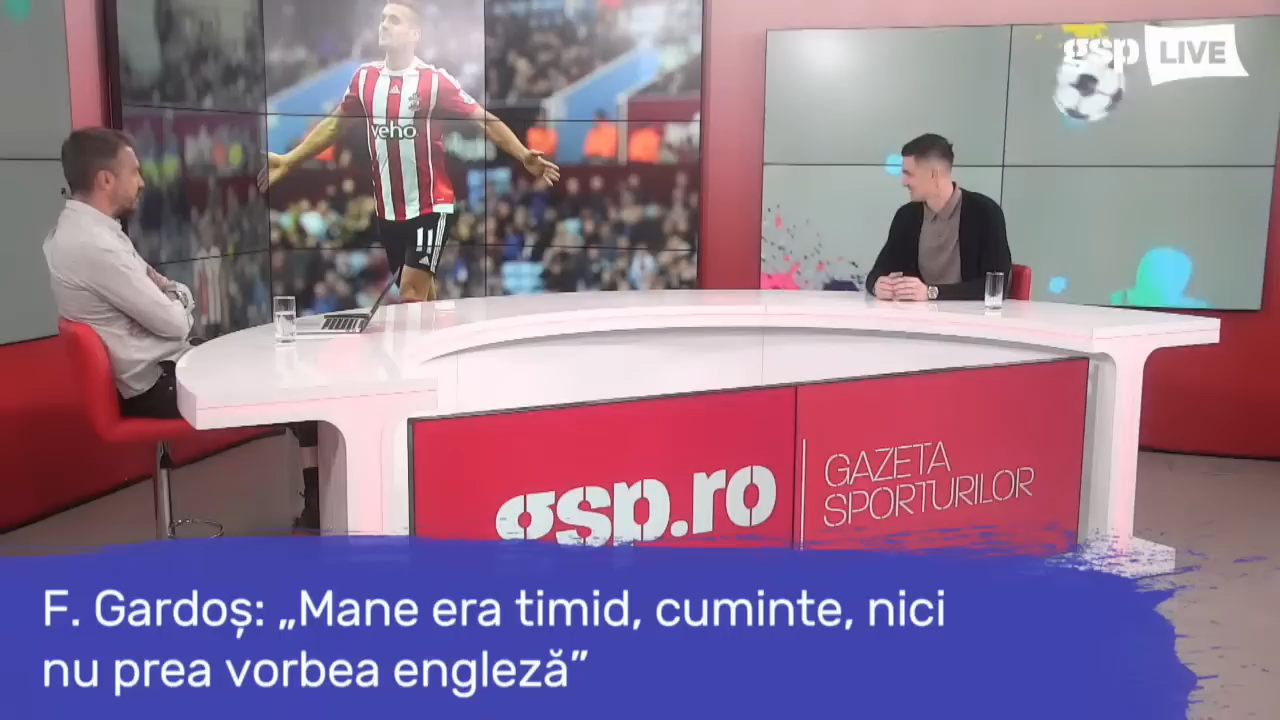 gsp LIVE
veho
11
gsp.ro
GAZETA
SPORTURILOR
F. Gardoș: „Mane era timid, cuminte, nici
nu prea vorbea engleză”